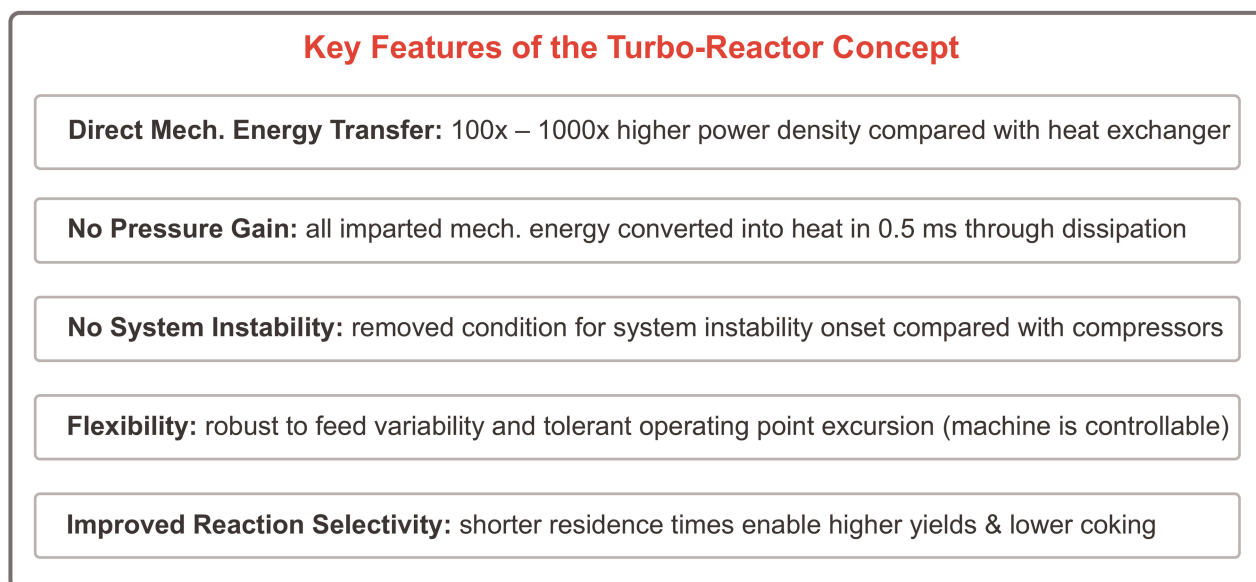 Key Features of the Turbo-Reactor Concept
Direct Mech. Energy Transfer: 100x – 1000x higher power density compared with heat exchanger
No Pressure Gain: all imparted mech. energy converted into heat in 0.5 ms through dissipation
No System Instability: removed condition for system instability onset compared with compressors
Flexibility: robust to feed variability and tolerant operating point excursion (machine is controllable)
Improved Reaction Selectivity: shorter residence times enable higher yields & lower coking